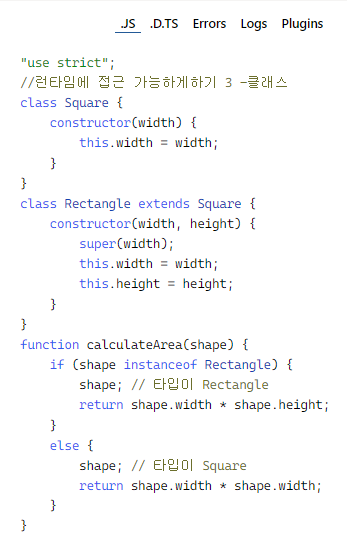 .JS .D.TS Errors Logs Plugins
"use strict";
//런타임에 접근 가능하게하기 3 -클래스
class Square {
    constructor(width) {
        this.width = width;
    }
}
class Rectangle extends Square {
    constructor(width, height) {
        super(width);
        this.width = width;
        this.height = height;
    }
}
function calculateArea(shape) {
    if (shape instanceof Rectangle) {
        shape; // 타입이 Rectangle
        return shape.width * shape.height;
    }
    else {
        shape; // 타입이 Square
        return shape.width * shape.width;
    }
}